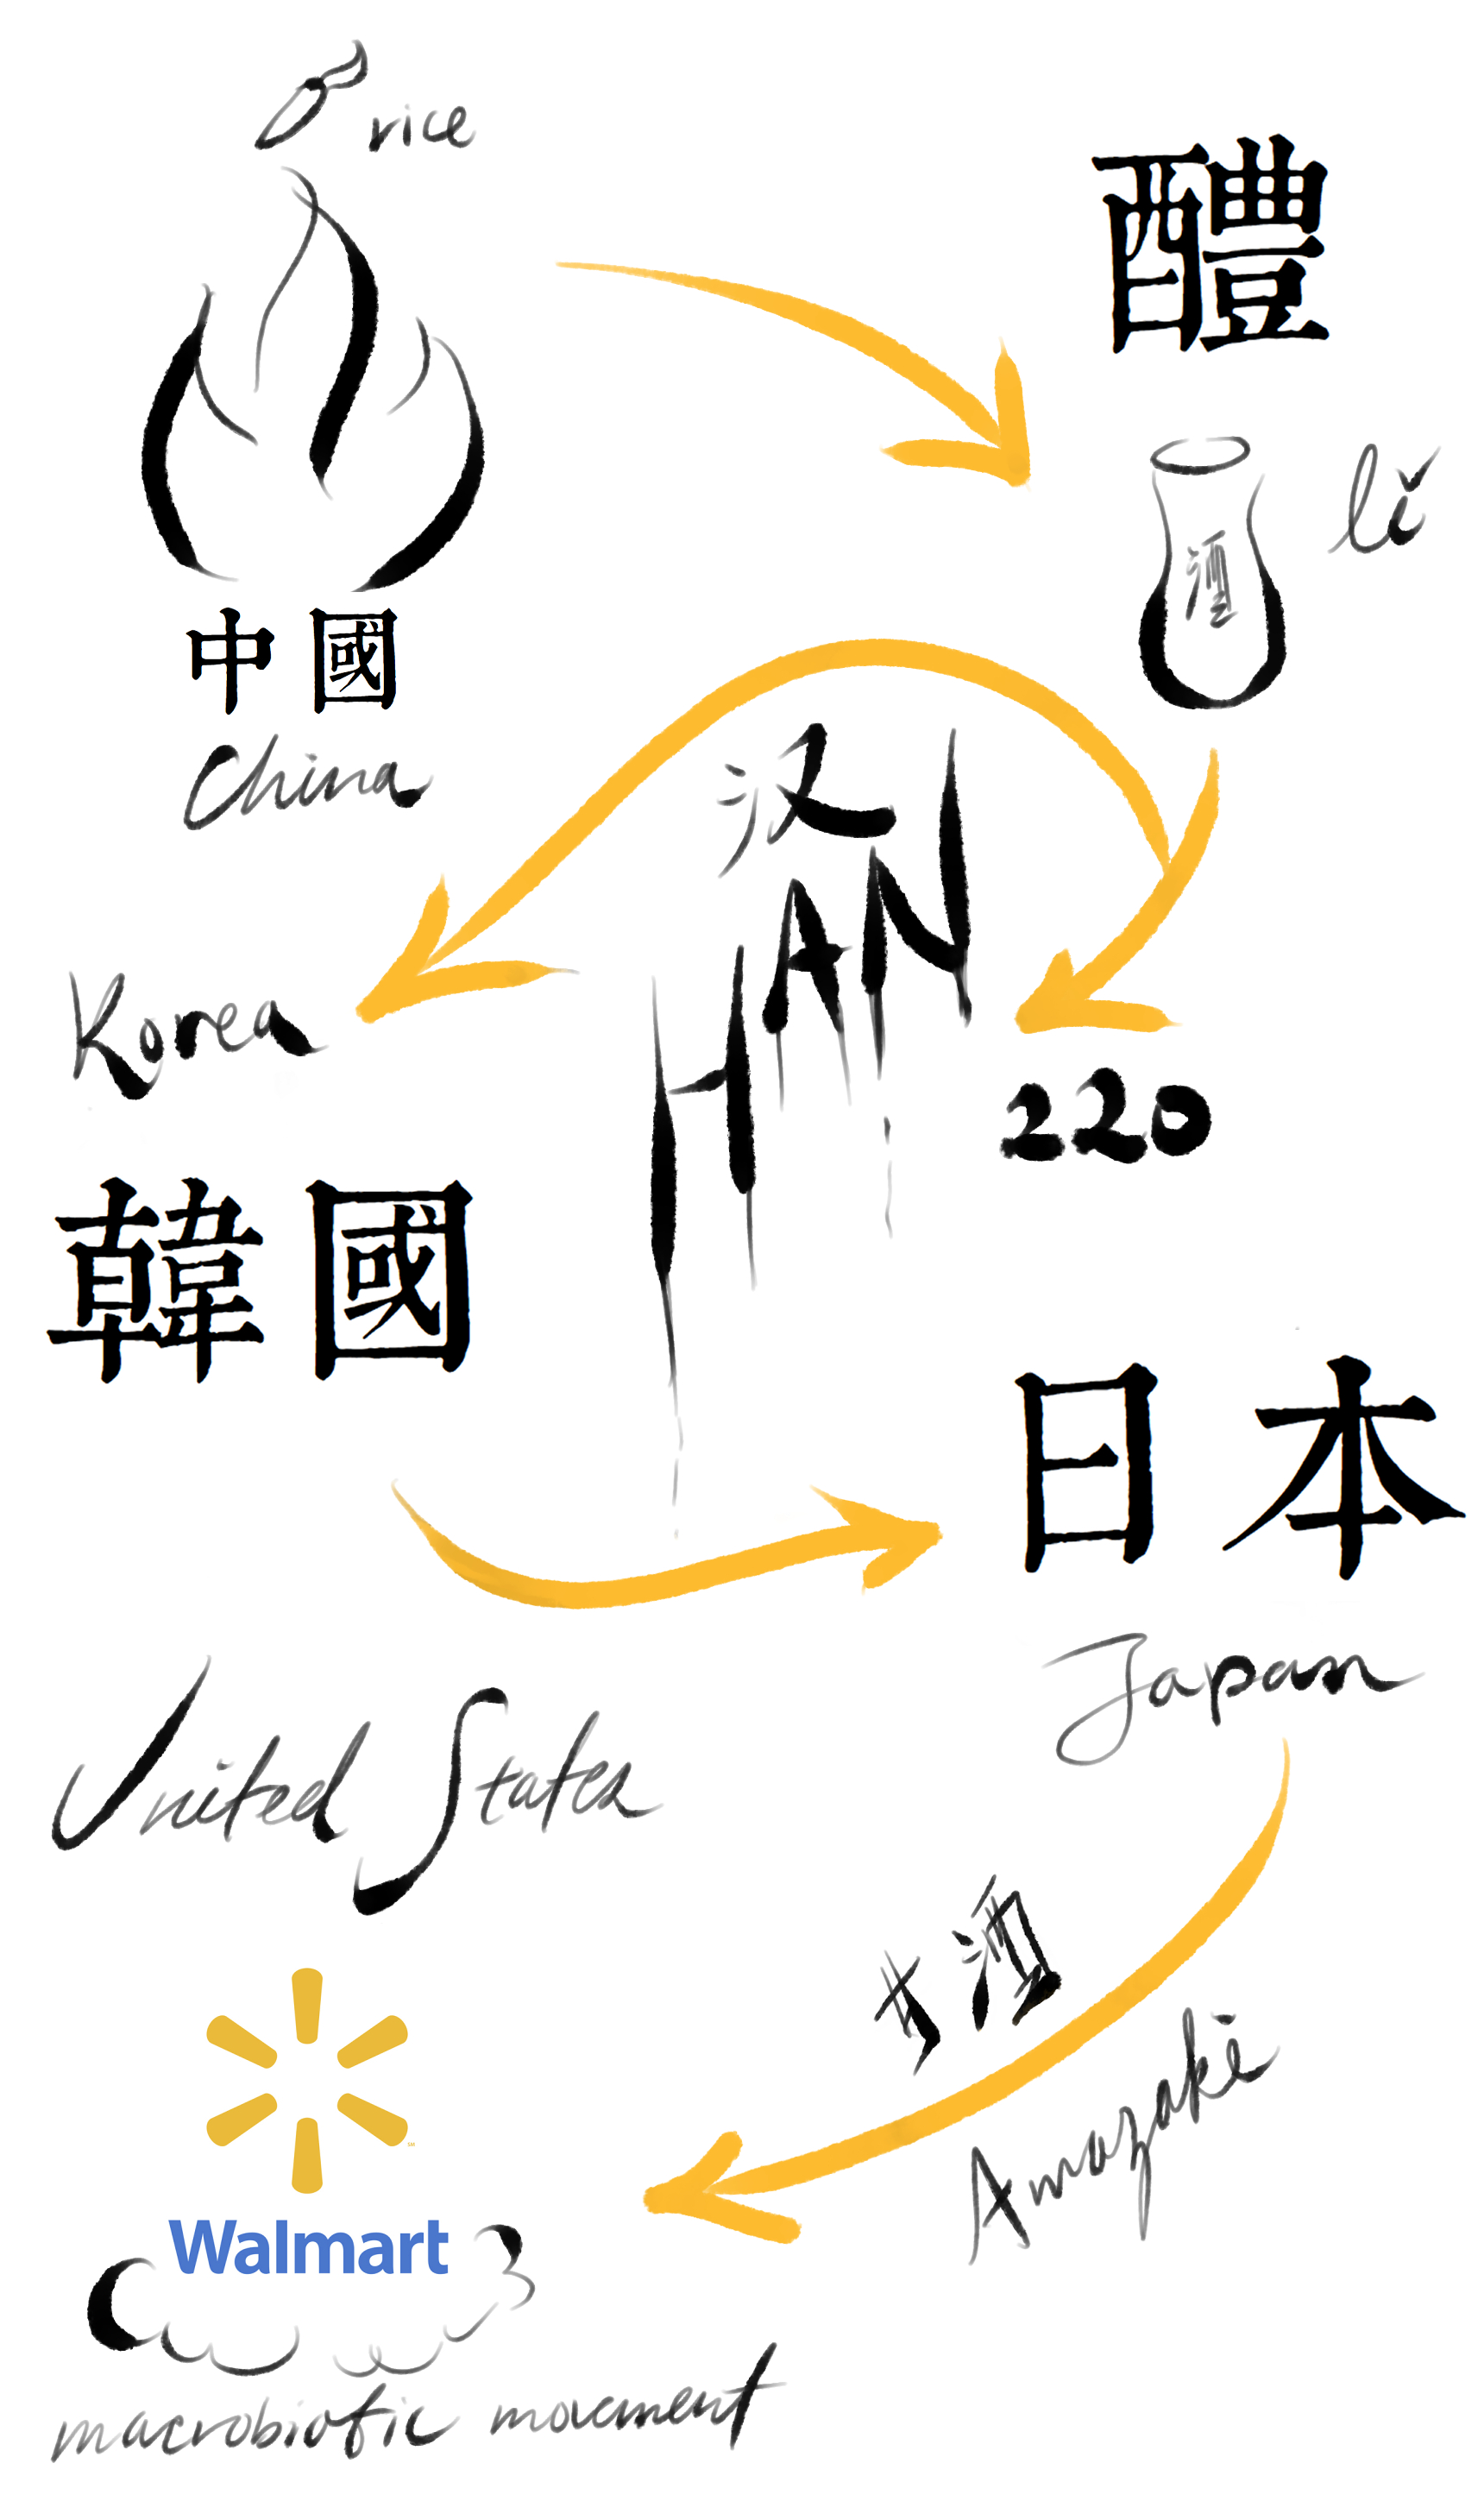 rice
醴
酒
lǐ
中國
China
汉
HAN
220
Korea
韓國
日本
Japan
United States
甘酒
Amazaki
Walmart
macrobiotic movement